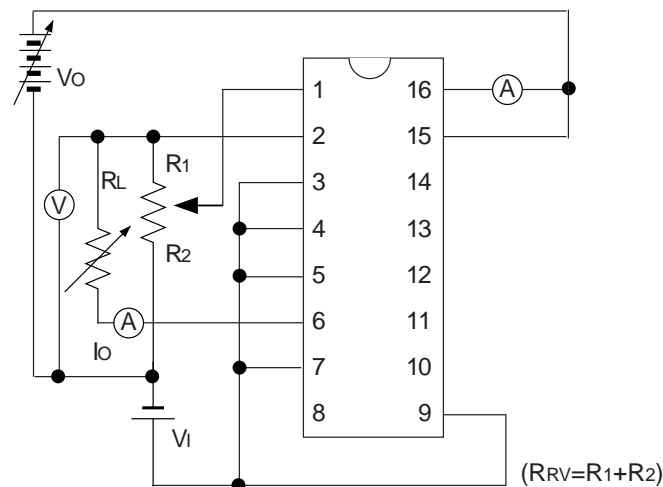 VO
1 16 A
2 15
R1
RL
3 14
V
4 13
R2
5 12
A
6 11
IO
7 10
8 9
VI
(RRV=R1+R2)